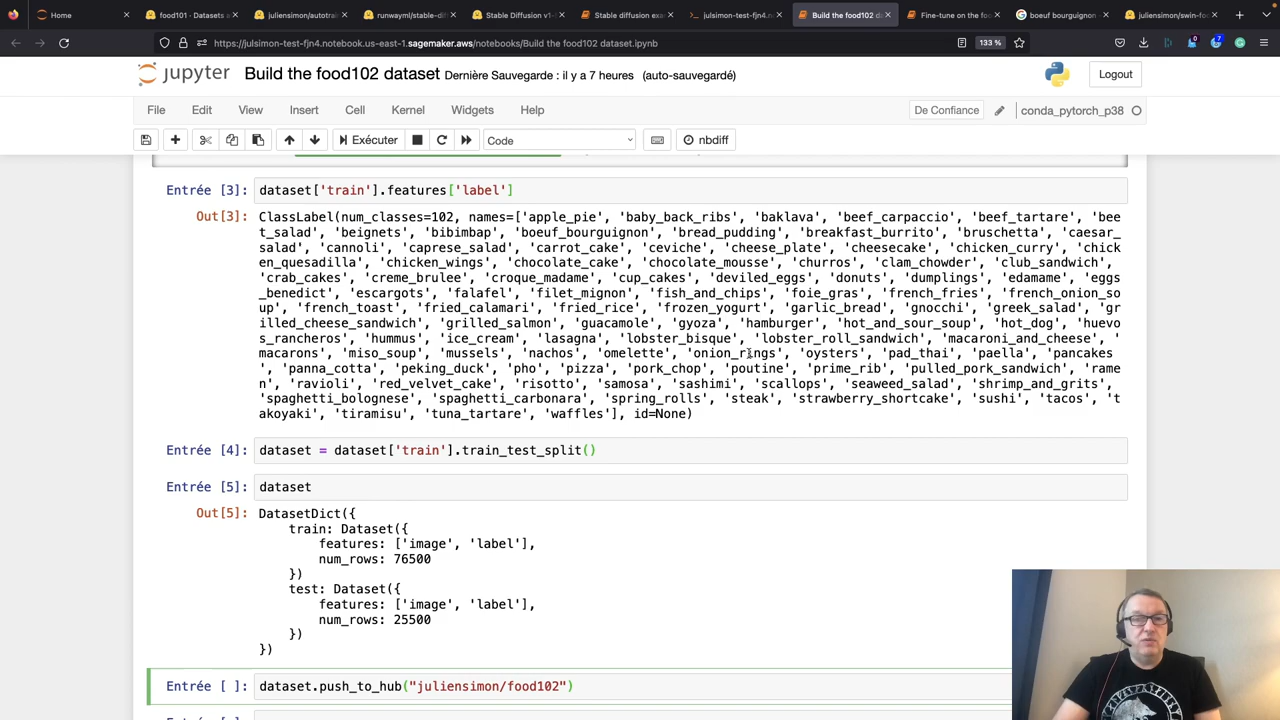 Home
food101 · Datasets a
juliensimon/autotrai
runwayml/stable-dif
Stable Diffusion v1-
Stable diffusion exa
julsimon-test-fjn4.n
Build the food102 da
Fine-tune on the foo
boeuf bourguignon
juliensimon/swin-foo
https://julsimon-test-fjn4.notebook.us-east-1.sagemaker.aws/notebooks/Build the food102 dataset.ipynb
133 %
jupyter Build the food102 dataset Dernière Sauvegarde : il y a 7 heures (auto-sauvegardé)
Logout
File Edit View Insert Cell Kernel Widgets Help
De Confiance
conda_pytorch_p38
Exécuter
Code
nbdiff
Entrée [3]: dataset['train'].features['label']
Out[3]: ClassLabel(num_classes=102, names=['apple_pie', 'baby_back_ribs', 'baklava', 'beef_carpaccio', 'beef_tartare', 'bee
t_salad', 'beignets', 'bibimbap', 'boeuf_bourguignon', 'bread_pudding', 'breakfast_burrito', 'bruschetta', 'caesar_
salad', 'cannoli', 'caprese_salad', 'carrot_cake', 'ceviche', 'cheese_plate', 'cheesecake', 'chicken_curry', 'chick
en_quesadilla', 'chicken_wings', 'chocolate_cake', 'chocolate_mousse', 'churros', 'clam_chowder', 'club_sandwich',
'crab_cakes', 'creme_brulee', 'croque_madame', 'cup_cakes', 'deviled_eggs', 'donuts', 'dumplings', 'edamame', 'eggs
_benedict', 'escargots', 'falafel', 'filet_mignon', 'fish_and_chips', 'foie_gras', 'french_fries', 'french_onion_so
up', 'french_toast', 'fried_calamari', 'fried_rice', 'frozen_yogurt', 'garlic_bread', 'gnocchi', 'greek_salad', 'gr
illed_cheese_sandwich', 'grilled_salmon', 'guacamole', 'gyoza', 'hamburger', 'hot_and_sour_soup', 'hot_dog', 'huevo
s_rancheros', 'hummus', 'ice_cream', 'lasagna', 'lobster_bisque', 'lobster_roll_sandwich', 'macaroni_and_cheese',
'macarons', 'miso_soup', 'mussels', 'nachos', 'omelette', 'onion_rings', 'oysters', 'pad_thai', 'paella', 'pancakes
', 'panna_cotta', 'peking_duck', 'pho', 'pizza', 'pork_chop', 'poutine', 'prime_rib', 'pulled_pork_sandwich', 'rame
n', 'ravioli', 'red_velvet_cake', 'risotto', 'samosa', 'sashimi', 'scallops', 'seaweed_salad', 'shrimp_and_grits',
'spaghetti_bolognese', 'spaghetti_carbonara', 'spring_rolls', 'steak', 'strawberry_shortcake', 'sushi', 'tacos', 't
akoyaki', 'tiramisu', 'tuna_tartare', 'waffles'], id=None)
Entrée [4]: dataset = dataset['train'].train_test_split()
Entrée [5]: dataset
Out[5]: DatasetDict({
train: Dataset({
features: ['image', 'label'],
num_rows: 76500
})
test: Dataset({
features: ['image', 'label'],
num_rows: 25500
})
})
Entrée [ ]: dataset.push_to_hub("juliensimon/food102")